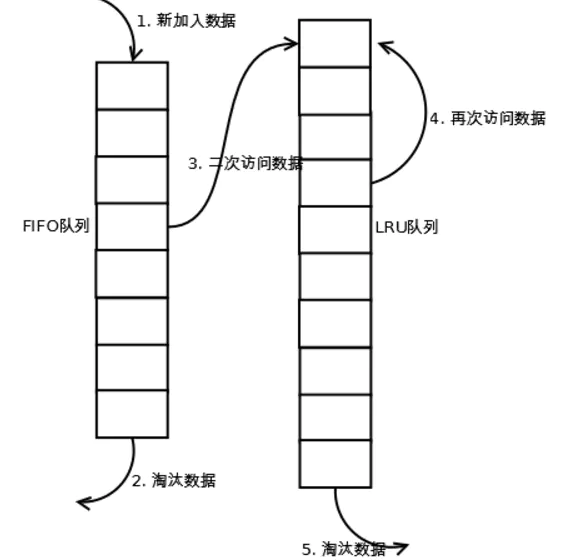 1. 新加入数据
3. 二次访问数据
4. 再次访问数据
FIFO队列
LRU队列
2. 淘汰数据
5. 淘汰数据